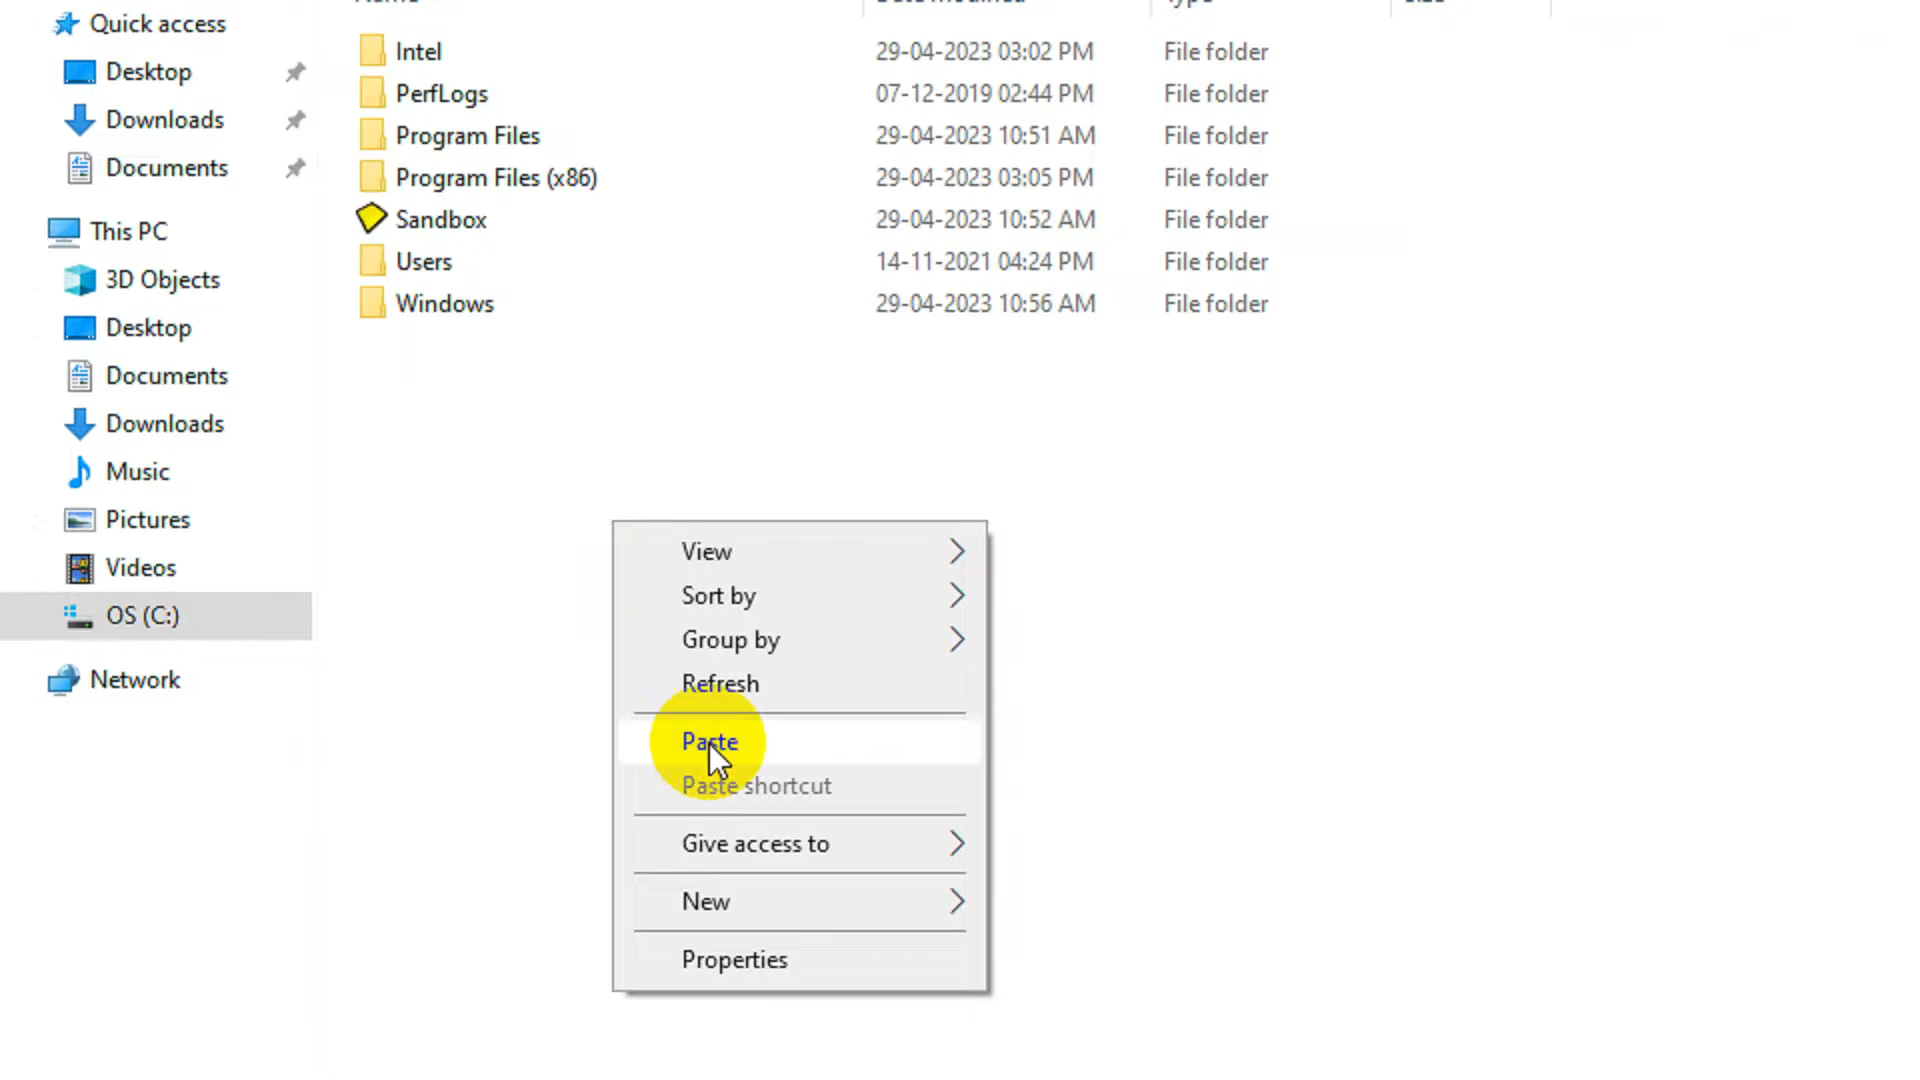 Quick access
Desktop
Downloads
Documents
This PC
3D Objects
Desktop
Documents
Downloads
Music
Pictures
Videos
OS (C:)
Network
Name Date modified Type Size
Intel 29-04-2023 03:02 PM File folder
PerfLogs 07-12-2019 02:44 PM File folder
Program Files 29-04-2023 10:51 AM File folder
Program Files (x86) 29-04-2023 03:05 PM File folder
Sandbox 29-04-2023 10:52 AM File folder
Users 14-11-2021 04:24 PM File folder
Windows 29-04-2023 10:56 AM File folder
View
Sort by
Group by
Refresh
Paste
Paste shortcut
Give access to
New
Properties